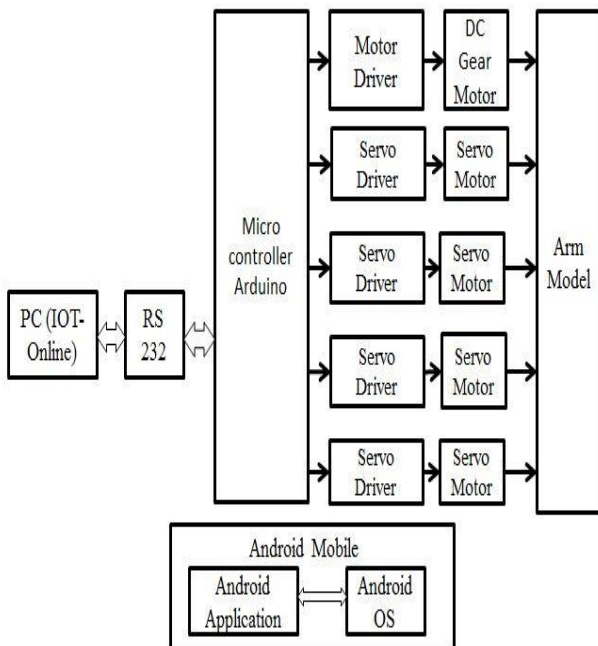 Motor
Driver
DC
Gear
Motor
Servo
Driver
Servo
Motor
Micro
controller
Arduino
Servo
Driver
Servo
Motor
Arm
Model
PC (IOT-
Online)
RS
232
Servo
Driver
Servo
Motor
Servo
Driver
Servo
Motor
Android Mobile
Android
Application
Android
OS